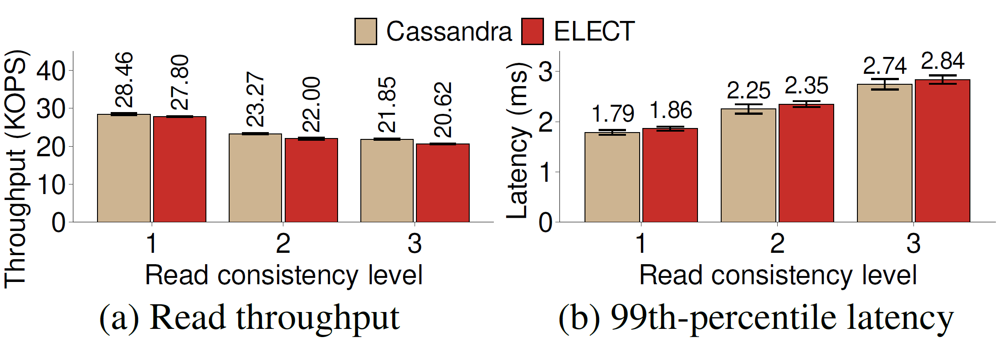 Cassandra ELECT
Throughput (KOPS)
40
30
20
10
0
28.46
27.80
23.27
22.00
21.85
20.62
1 2 3
Read consistency level
(a) Read throughput
Latency (ms)
3
2
1
0
1.79
1.86
2.25
2.35
2.74
2.84
1 2 3
Read consistency level
(b) 99th-percentile latency